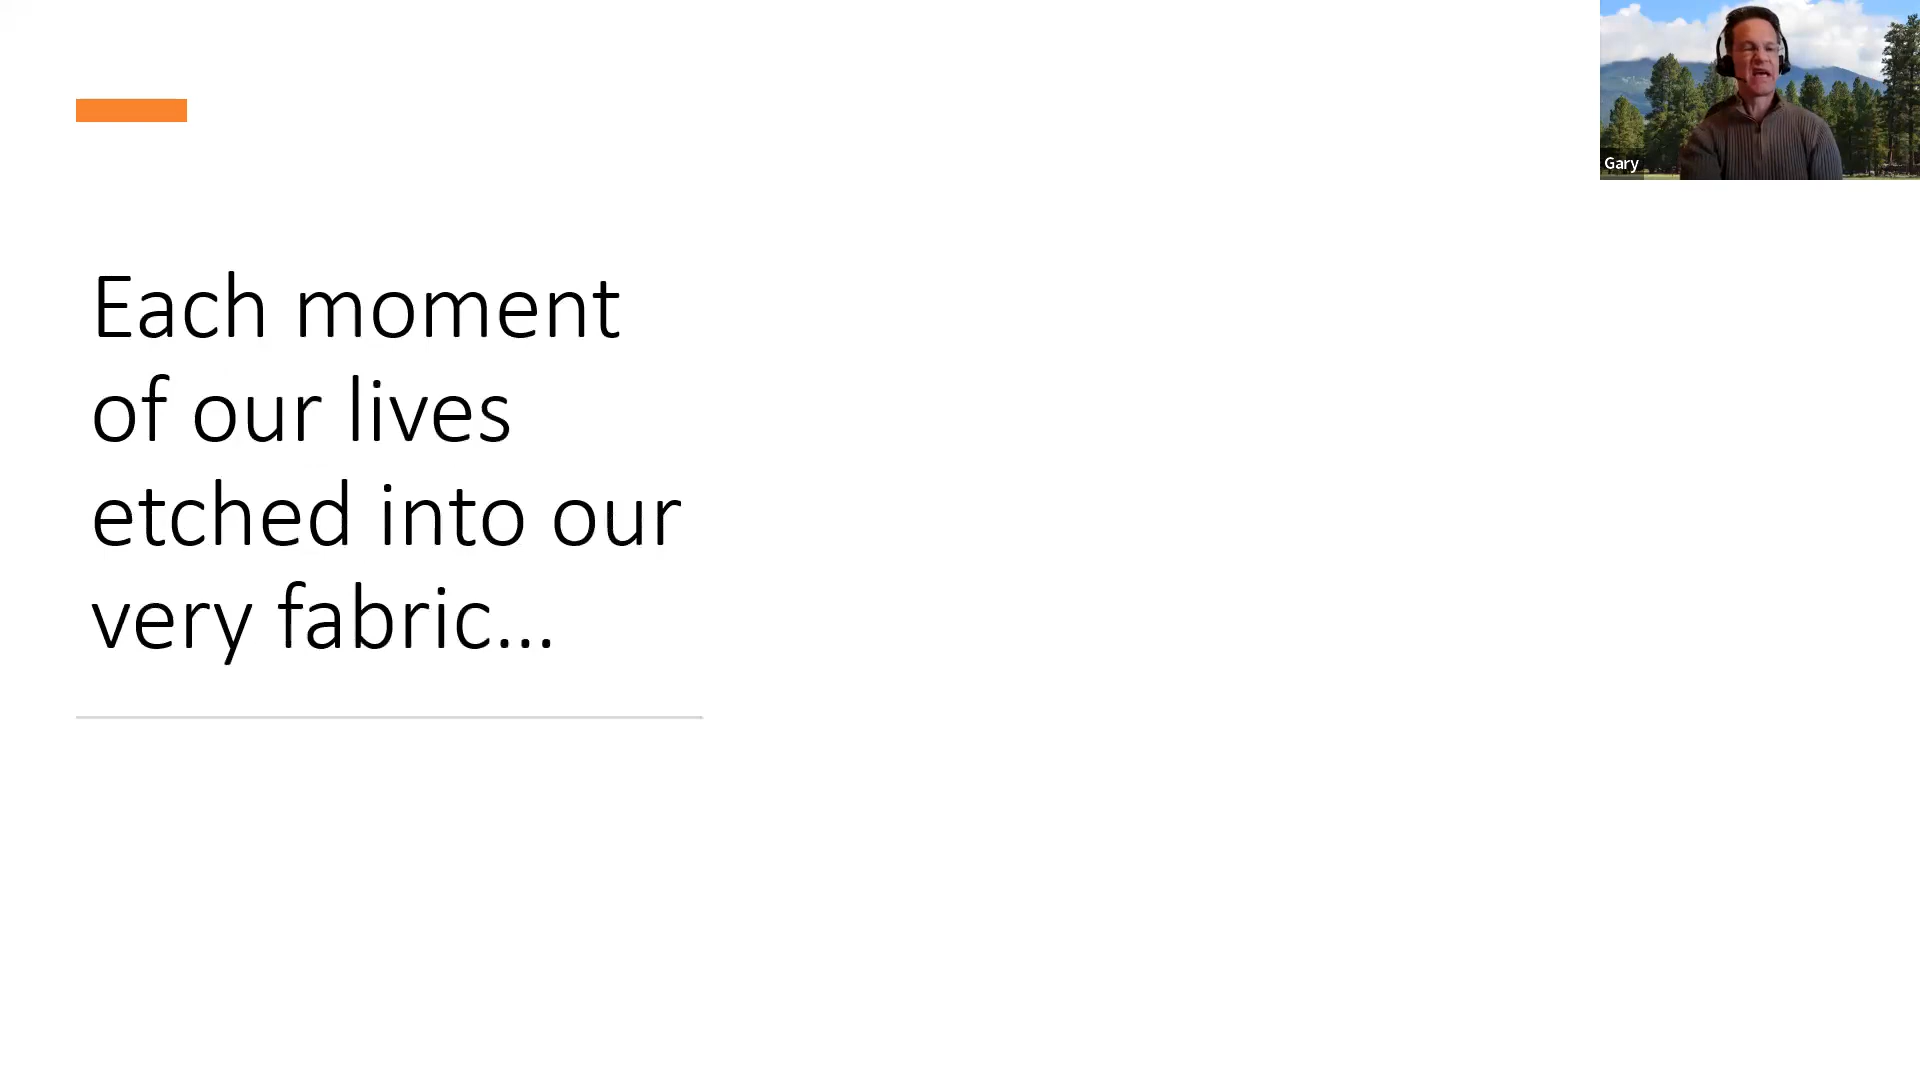 Each moment
of our lives
etched into our
very fabric...
Gary